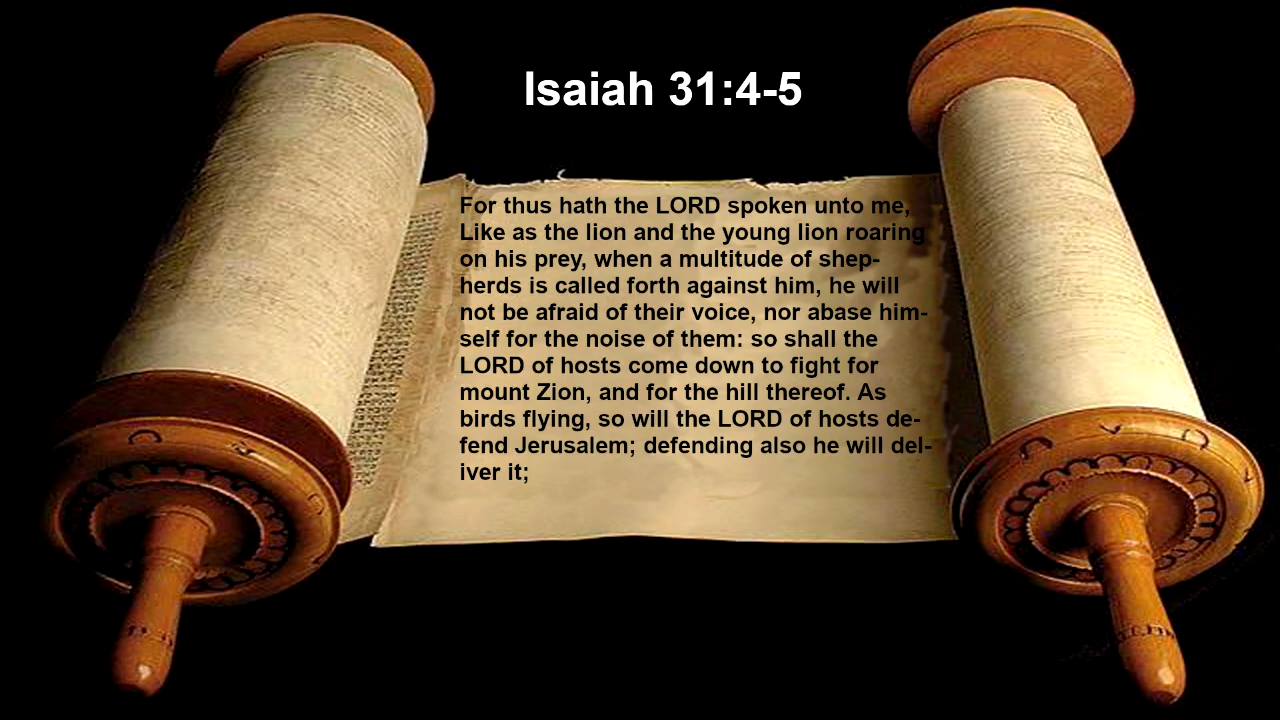 Isaiah 31:4-5
For thus hath the LORD spoken unto me,
Like as the lion and the young lion roaring
on his prey, when a multitude of shep-
herds is called forth against him, he will
not be afraid of their voice, nor abase him-
self for the noise of them: so shall the
LORD of hosts come down to fight for
mount Zion, and for the hill thereof. As
birds flying, so will the LORD of hosts de-
fend Jerusalem; defending also he will del-
iver it;